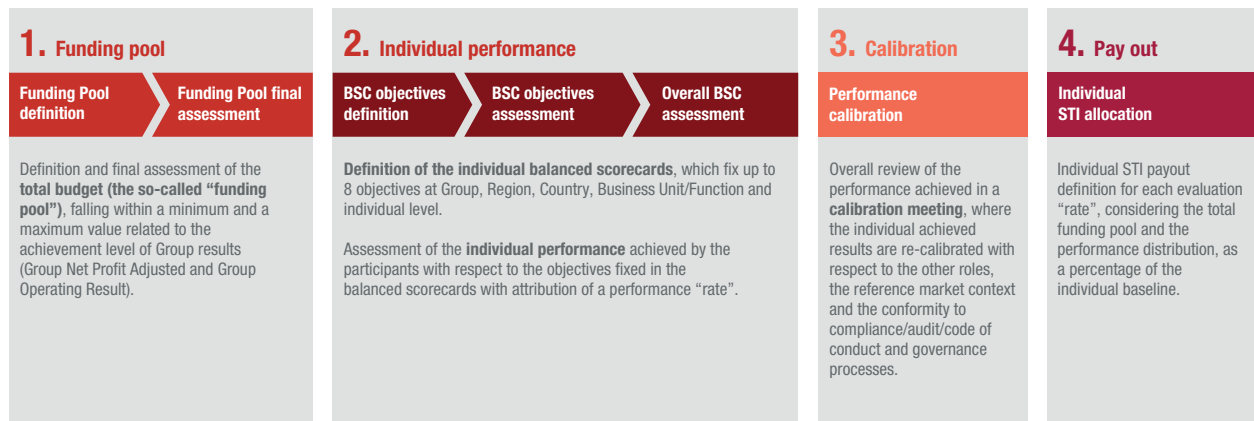 1. Funding pool
Funding Pool
definition
Funding Pool final
assessment
Definition and final assessment of the
total budget (the so-called “funding
pool”), falling within a minimum and a
maximum value related to the
achievement level of Group results
(Group Net Profit Adjusted and Group
Operating Result).
2. Individual performance
BSC objectives
definition
BSC objectives
assessment
Overall BSC
assessment
Definition of the individual balanced scorecards, which fix up to
8 objectives at Group, Region, Country, Business Unit/Function and
individual level.
Assessment of the individual performance achieved by the
participants with respect to the objectives fixed in the
balanced scorecards with attribution of a performance “rate”.
3. Calibration
Performance
calibration
Overall review of the
performance achieved in a
calibration meeting, where
the individual achieved
results are re-calibrated with
respect to the other roles,
the reference market context
and the conformity to
compliance/audit/code of
conduct and governance
processes.
4. Pay out
Individual
STI allocation
Individual STI payout
definition for each evaluation
“rate”, considering the total
funding pool and the
performance distribution, as
a percentage of the
individual baseline.